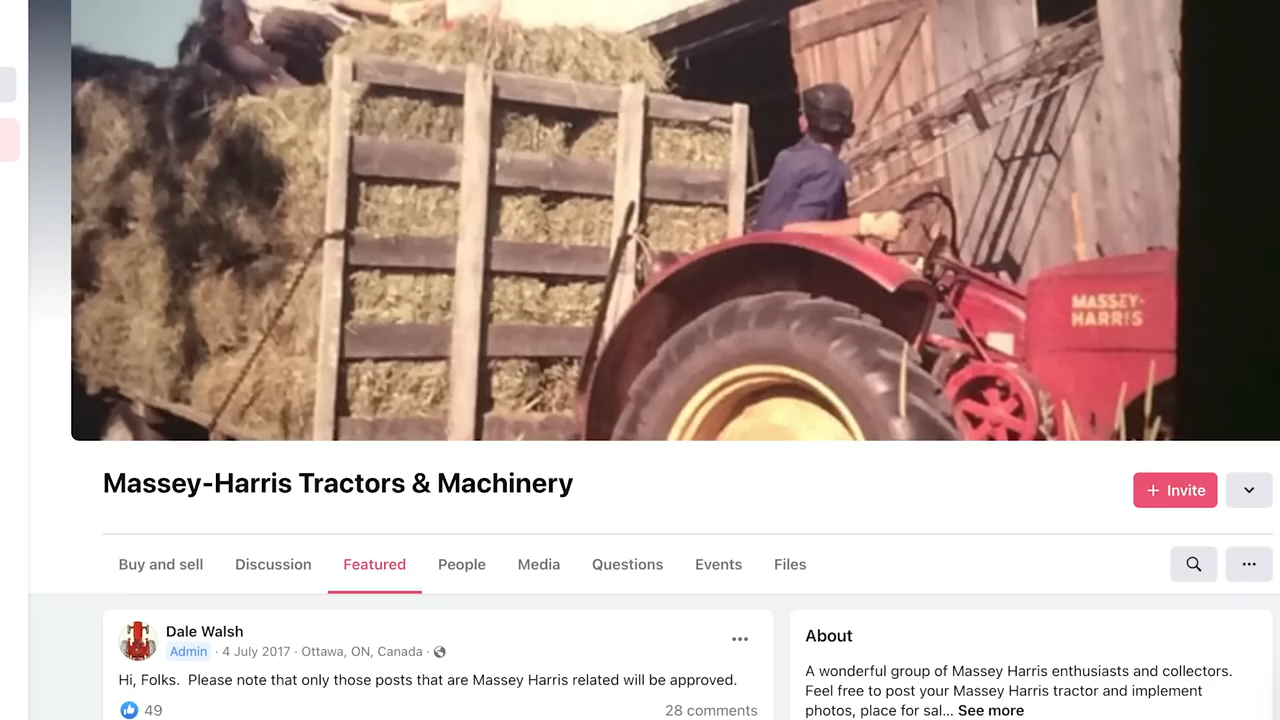 MASSEY-
HARRIS
Massey-Harris Tractors & Machinery
+ Invite
Buy and sell Discussion Featured People Media Questions Events Files
Dale Walsh
Admin · 4 July 2017 · Ottawa, ON, Canada ·
Hi, Folks. Please note that only those posts that are Massey Harris related will be approved.
49 28 comments
About
A wonderful group of Massey Harris enthusiasts and collectors.
Feel free to post your Massey Harris tractor and implement
photos, place for sal... See more